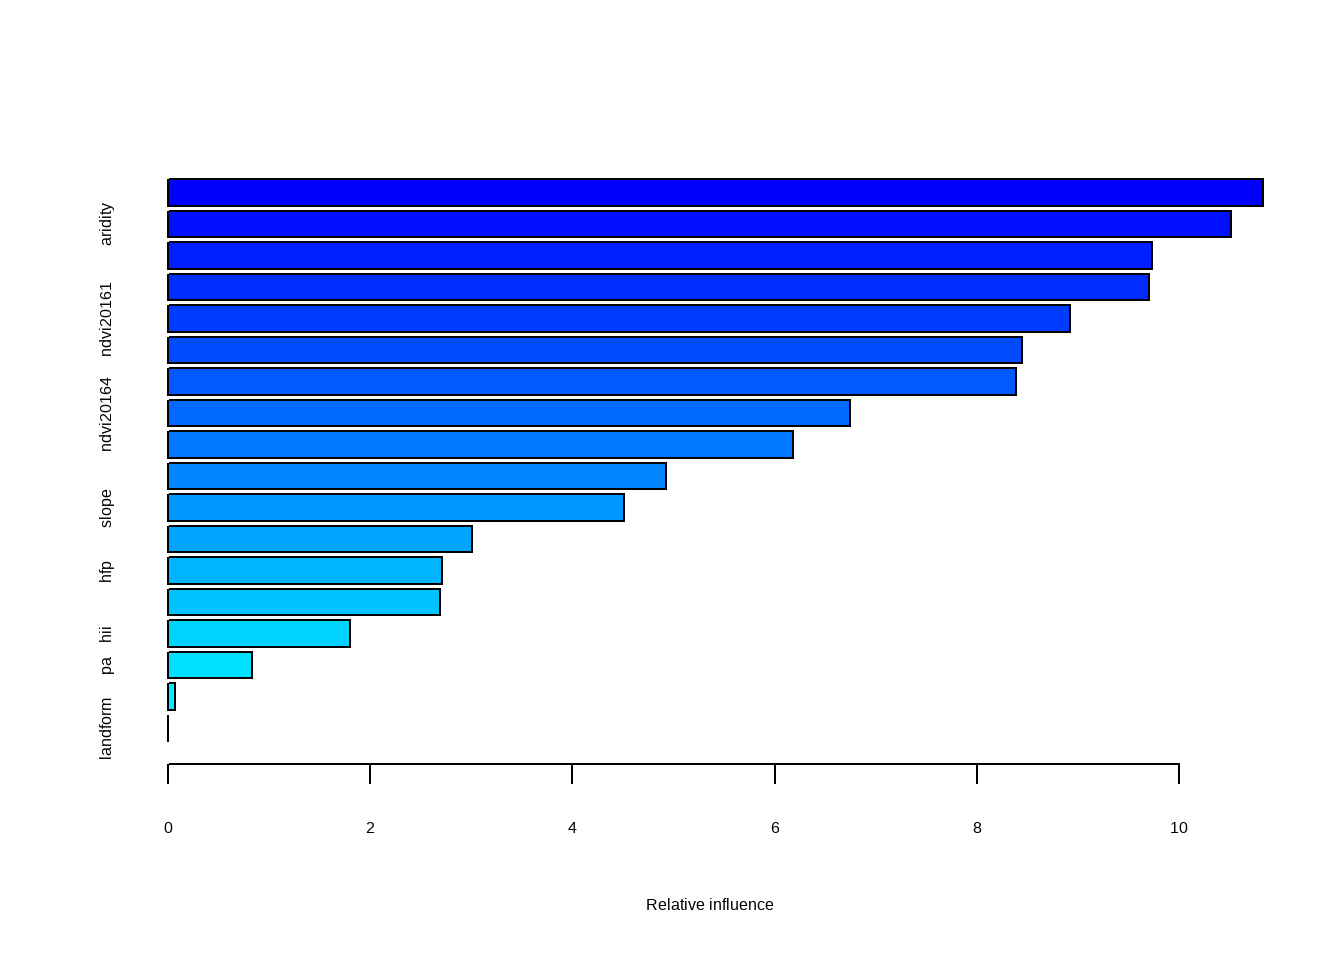 aridity
ndvi20161
ndvi20164
slope
hfp
hii
pa
landform
0 2 4 6 8 10
Relative influence